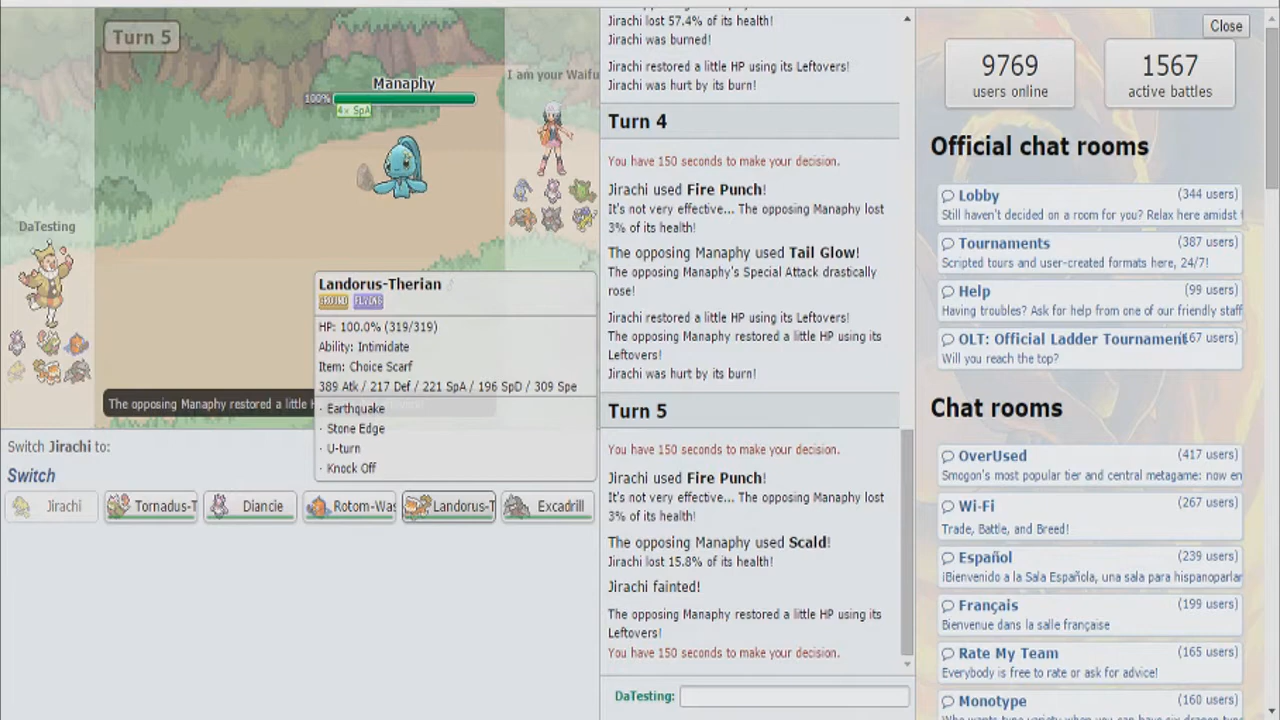 Turn 5
Manaphy
100%
4× SpA
I am your Waifu
DaTesting
Landorus-Therian
GROUND FLYING
HP: 100.0% (319/319)
Ability: Intimidate
Item: Choice Scarf
389 Atk / 217 Def / 221 SpA / 196 SpD / 309 Spe
· Earthquake
· Stone Edge
· U-turn
· Knock Off
The opposing Manaphy restored a little H
Switch Jirachi to:
Switch
Jirachi
Tornadus-T
Diancie
Rotom-Was
Landorus-T
Excadrill
Jirachi lost 57.4% of its health!
Jirachi was burned!
Jirachi restored a little HP using its Leftovers!
Jirachi was hurt by its burn!
Turn 4
You have 150 seconds to make your decision.
Jirachi used Fire Punch!
It's not very effective... The opposing Manaphy lost
3% of its health!
The opposing Manaphy used Tail Glow!
The opposing Manaphy's Special Attack drastically
rose!
Jirachi restored a little HP using its Leftovers!
The opposing Manaphy restored a little HP using its
Leftovers!
Jirachi was hurt by its burn!
Turn 5
You have 150 seconds to make your decision.
Jirachi used Fire Punch!
It's not very effective... The opposing Manaphy lost
3% of its health!
The opposing Manaphy used Scald!
Jirachi lost 15.8% of its health!
Jirachi fainted!
The opposing Manaphy restored a little HP using its
Leftovers!
You have 150 seconds to make your decision.
DaTesting:
Close
9769
users online
1567
active battles
Official chat rooms
Lobby (344 users)
Still haven't decided on a room for you? Relax here amidst t
Tournaments (387 users)
Scripted tours and user-created formats here, 24/7!
Help (99 users)
Having troubles? Ask for help from one of our friendly staff
OLT: Official Ladder Tournament 67 users)
Will you reach the top?
Chat rooms
OverUsed (417 users)
Smogon's most popular tier and central metagame: now en
Wi-Fi (267 users)
Trade, Battle, and Breed!
Español (239 users)
¡Bienvenido a la Sala Española, una sala para hispanoparlar
Français (199 users)
Bienvenue dans la salle française
Rate My Team (165 users)
Everybody is free to rate or ask for advice!
Monotype (160 users)